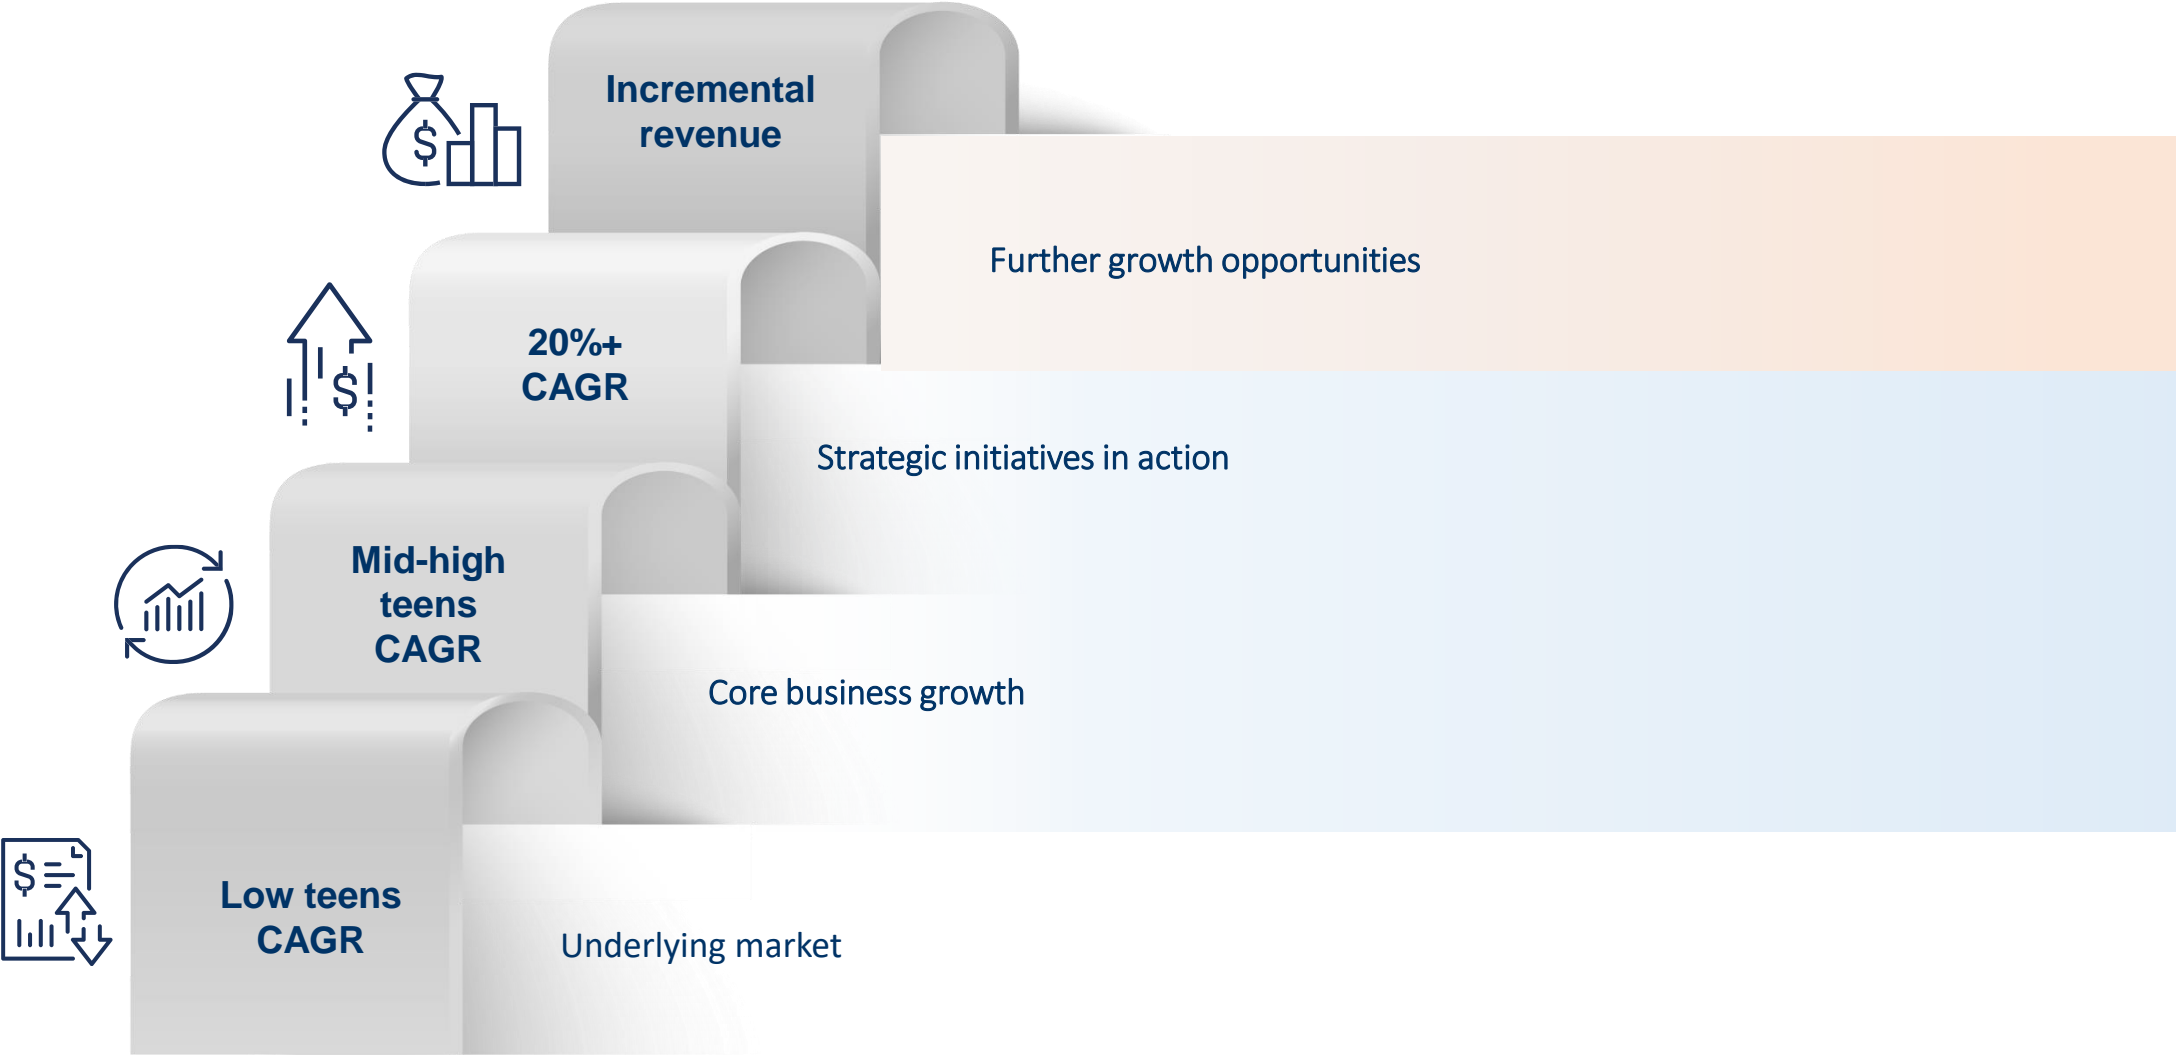 Incremental
revenue
Further growth opportunities
20%+
CAGR
Strategic initiatives in action
Mid-high
teens
CAGR
Core business growth
Low teens
CAGR
Underlying market
$
$
$